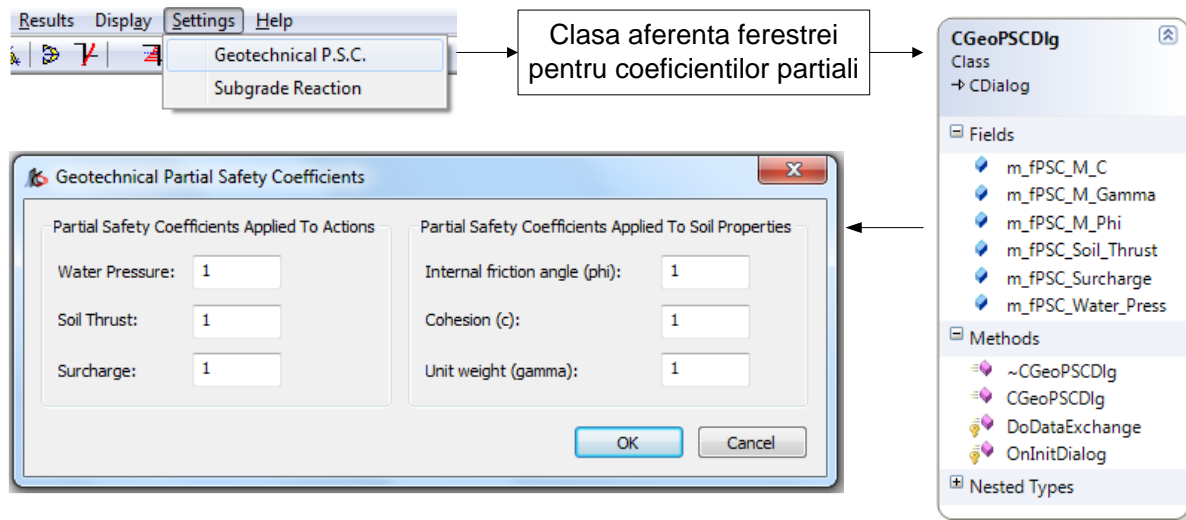 Results Display Settings Help
Geotechnical P.S.C.
Subgrade Reaction
Clasa aferenta ferestrei
pentru coeficientilor partiali
CGeoPSCDlg
Class
CDialog
Fields
m_fPSC_M_C
m_fPSC_M_Gamma
m_fPSC_M_Phi
m_fPSC_Soil_Thrust
m_fPSC_Surcharge
m_fPSC_Water_Press
Methods
~CGeoPSCDlg
CGeoPSCDlg
DoDataExchange
OnInitDialog
Nested Types
Geotechnical Partial Safety Coefficients
Partial Safety Coefficients Applied To Actions
Water Pressure: 1
Soil Thrust: 1
Surcharge: 1
Partial Safety Coefficients Applied To Soil Properties
Internal friction angle (phi): 1
Cohesion (c): 1
Unit weight (gamma): 1
OK Cancel